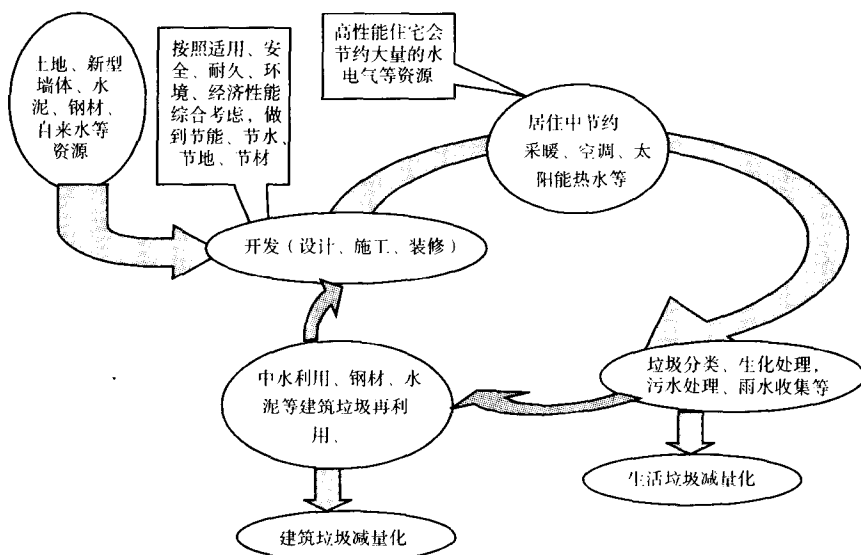 土地、新型
墙体、水
泥、钢材、
自来水等
资源
按照适用、安
全、耐久、环
境、经济性能
综合考虑，做
到节能、节水、
节地、节材
高性能住宅会
节约大量的水
电气等资源
居住中节约
采暖、空调、太
阳能热水等
开发（设计、施工、装修）
垃圾分类、生化处理，
污水处理、雨水收集等
中水利用、钢材、水
泥等建筑垃圾再利
用、
生活垃圾减量化
建筑垃圾减量化